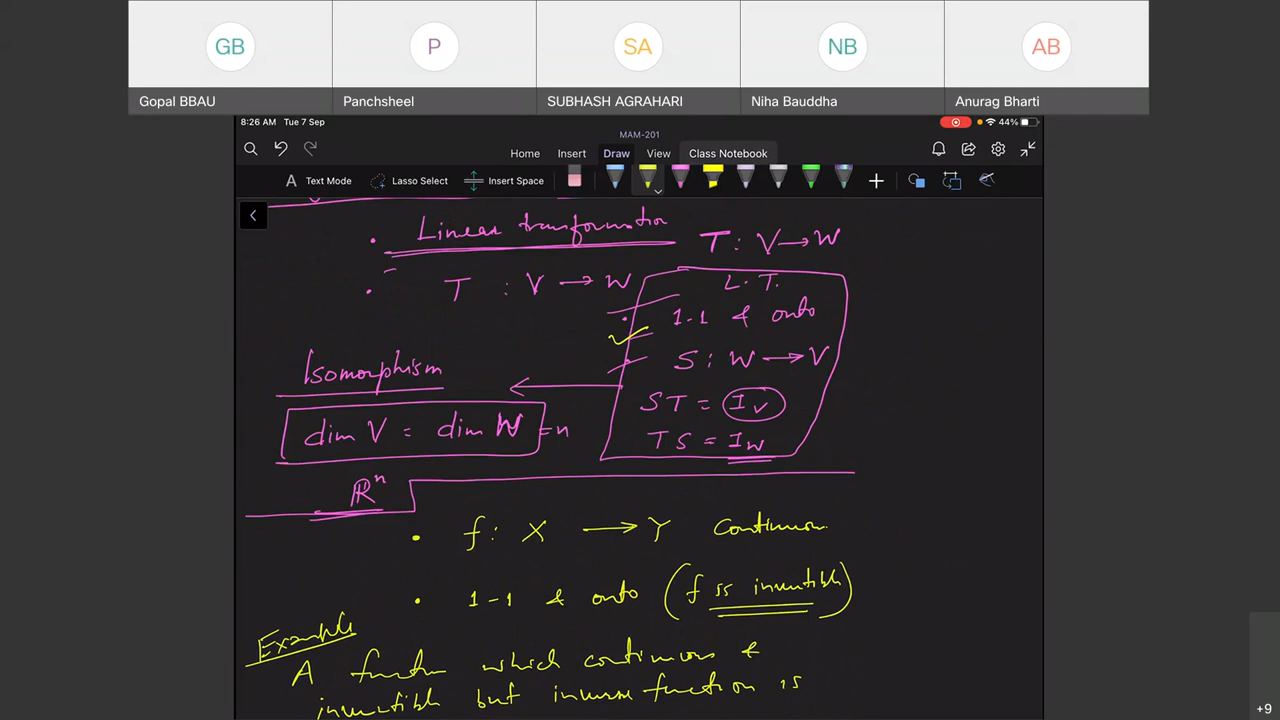 GB P SA NB AB
Gopal BBAU Panchsheel SUBHASH AGRAHARI Niha Bauddha Anurag Bharti
8:26 AM Tue 7 Sep 44%
MAM-201
Home Insert Draw View Class Notebook
Text Mode Lasso Select Insert Space
Linear transformation T : V → W
T : V → W L.T.
1-1 & onto
S : W → V
Isomorphism
ST = I_V
dim V = dim W = n
TS = I_W
ℝⁿ
f : X → Y continuous
1-1 & onto (f is invertible)
Example
A function which continuous &
invertible but inverse function is
+9